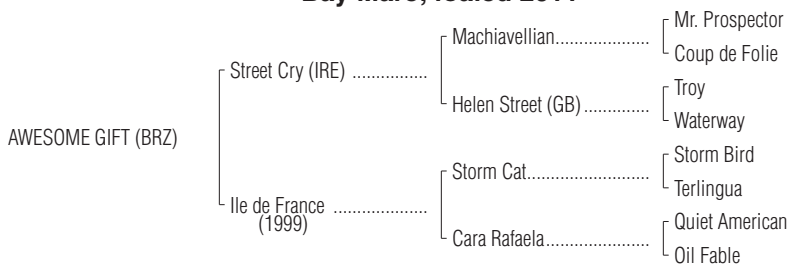 Bay Mare; foaled
Mr. Prospector
Machiavellian....................
Coup de Folie
Street Cry (IRE) ................
Troy
Helen Street (GB)..............
Waterway
AWESOME GIFT (BRZ)
Storm Bird
Storm Cat..........................
Terlingua
Ile de France ....................
(1999)
Quiet American
Cara Rafaela......................
Oil Fable